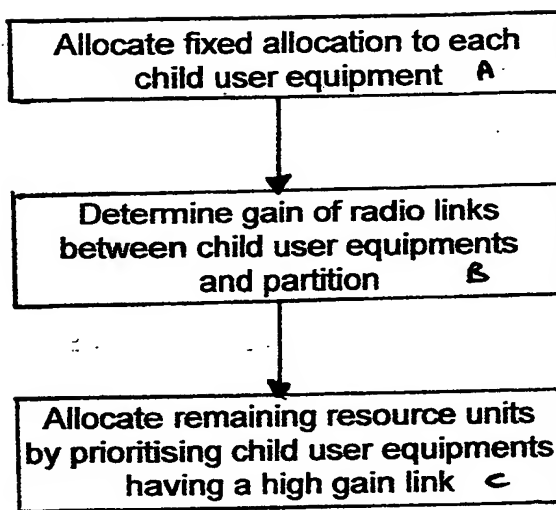 Allocate fixed allocation to each
child user equipment A
Determine gain of radio links
between child user equipments
and partition B
Allocate remaining resource units
by prioritising child user equipments
having a high gain link C